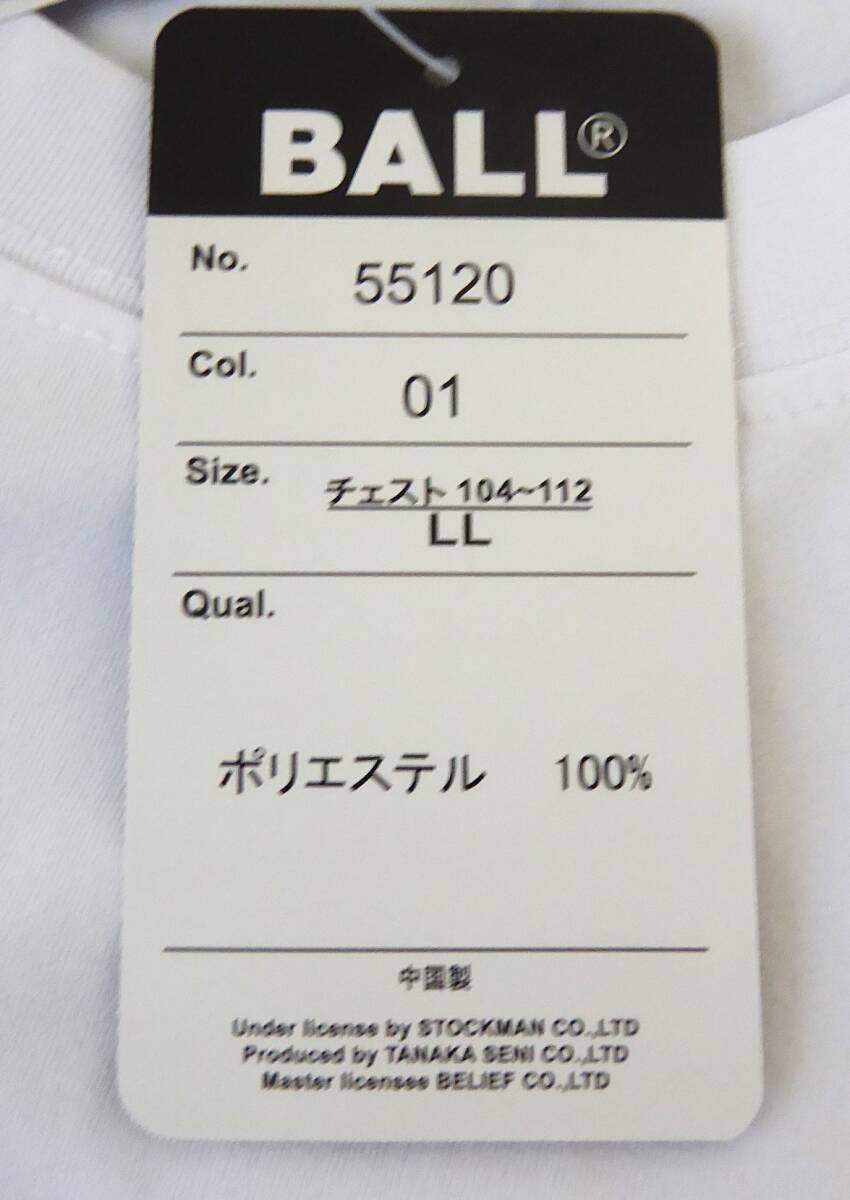 BALL®
No.
55120
Col.
01
Size.
チェスト 104~112
LL
Qual.
ポリエステル 100%
中国製
Under license by STOCKMAN CO.,LTD
Produced by TANAKA SENI CO.,LTD
Master licenses BELIEF CO.,LTD